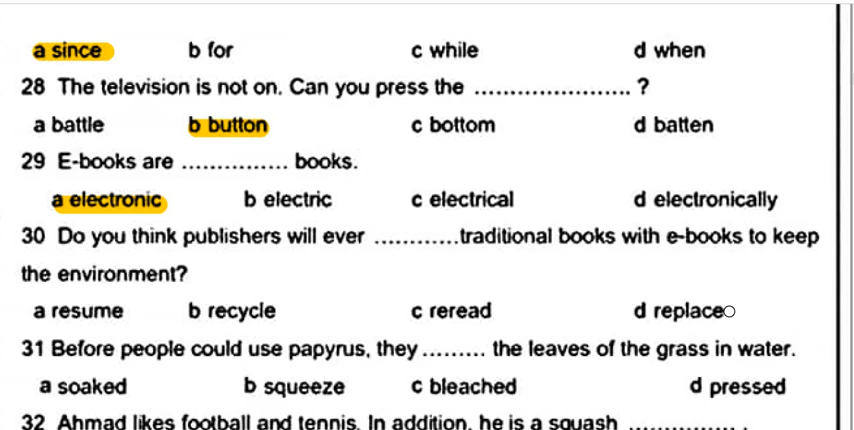 a since b for c while d when
28 The television is not on. Can you press the ...................... ?
a battle b button c bottom d batten
29 E-books are ............... books.
a electronic b electric c electrical d electronically
30 Do you think publishers will ever ............traditional books with e-books to keep
the environment?
a resume b recycle c reread d replace
31 Before people could use papyrus, they ......... the leaves of the grass in water.
a soaked b squeeze c bleached d pressed
32 Ahmad likes football and tennis. In addition, he is a squash ............... .